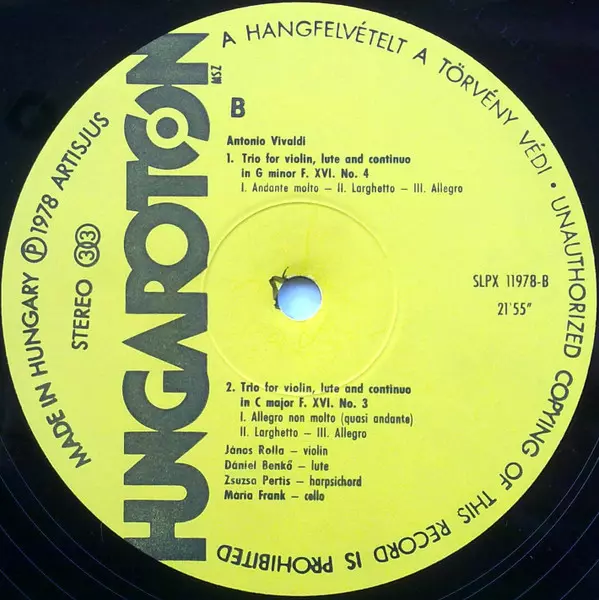 A HANGFELVÉTELT A TÖRVÉNY VÉDI • UNAUTHORIZED COPYING OF THIS RECORD IS PROHIBITED
MADE IN HUNGARY Ⓟ 1978 ARTISJUS
STEREO 33
HUNGAROTON
MSZ
B
Antonio Vivaldi
1. Trio for violin, lute and continuo
in G minor F. XVI. No. 4
I. Andante molto – II. Larghetto – III. Allegro
SLPX 11978-B
21'55"
2. Trio for violin, lute and continuo
in C major F. XVI. No. 3
I. Allegro non molto (quasi andante)
II. Larghetto – III. Allegro
János Rolla – violin
Dániel Benkő – lute
Zsuzsa Pertis – harpsichord
Mária Frank – cello